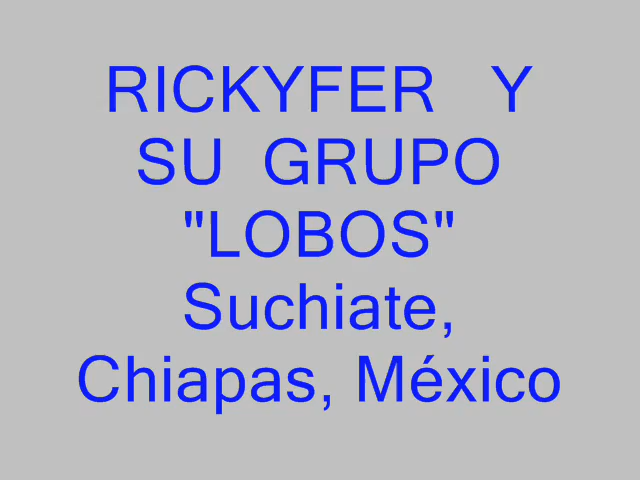 RICKYFER Y
SU GRUPO
"LOBOS"
Suchiate,
Chiapas, México